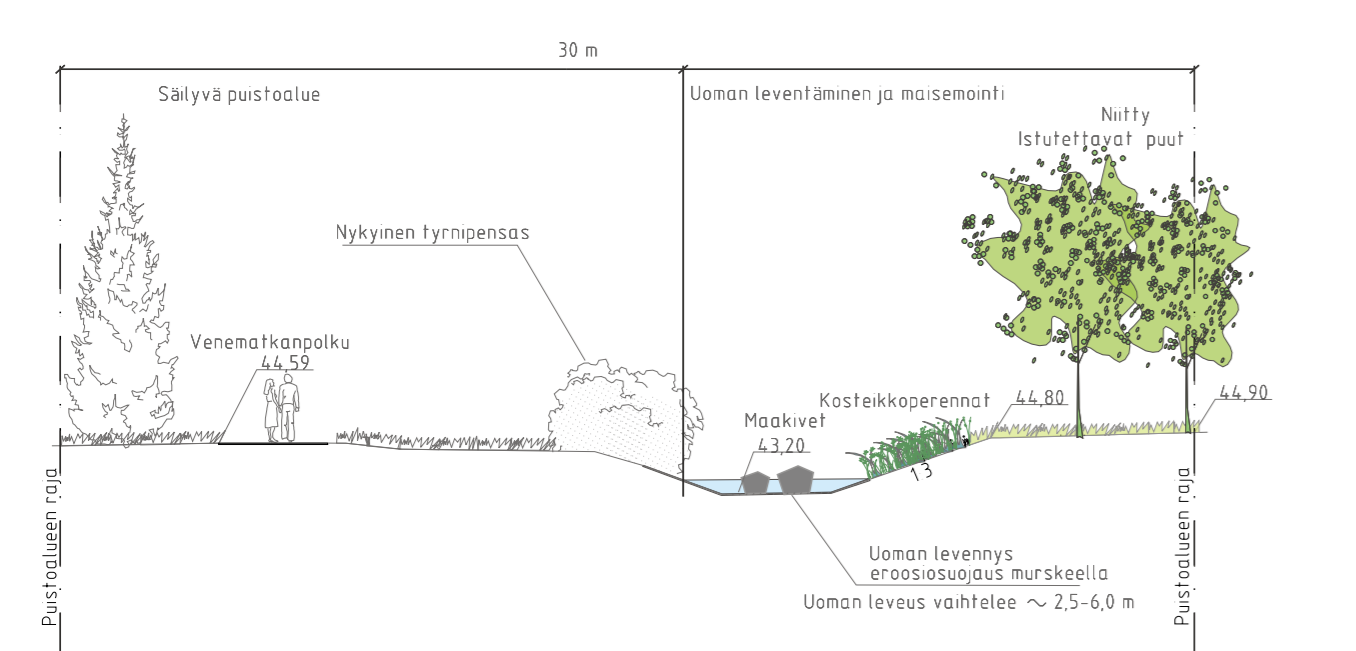 30 m
Säilyvä puistoalue
Uoman leventäminen ja maisemointi
Niitty
Istutettavat puut
Nykyinen tyrnipensas
Venematkanpolku
44,59
Kosteikkoperennat
44,80
44,90
Maakivet
43,20
1 3
Puistoalueen raja
Puistoalueen raja
Uoman levennys
eroosiosuojaus murskeella
Uoman leveus vaihtelee ~ 2,5-6,0 m